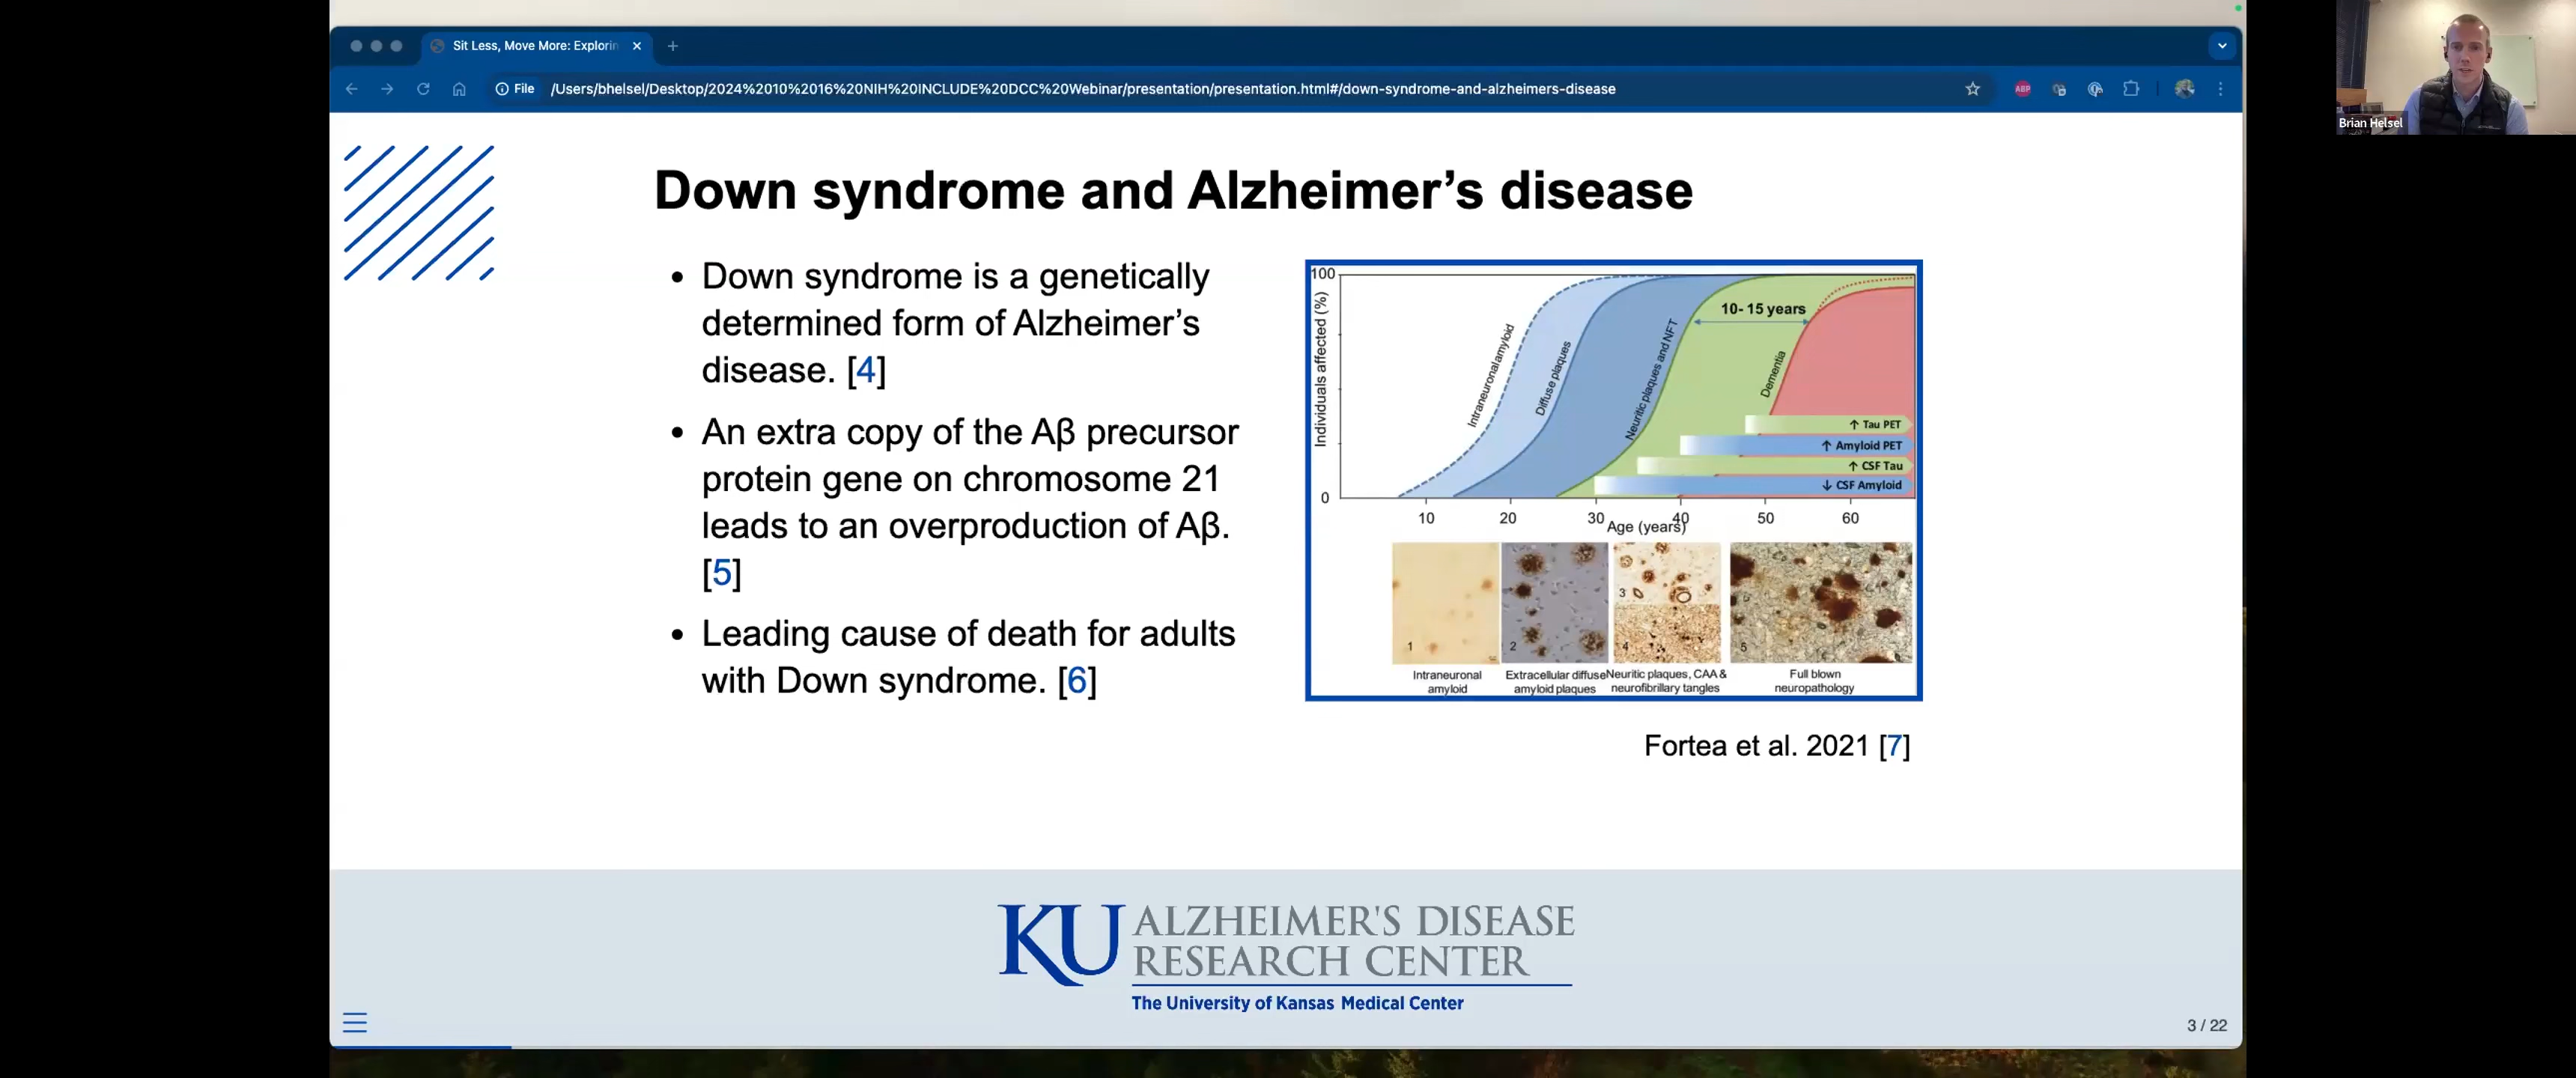 Sit Less, Move More: Explorin
File
/Users/bhelsel/Desktop/2024%2010%2016%20NIH%20INCLUDE%20DCC%20Webinar/presentation/presentation.html#/down-syndrome-and-alzheimers-disease
ABP
Brian Helsel
Down syndrome and Alzheimer’s disease
• Down syndrome is a genetically
determined form of Alzheimer’s
disease. [4]
• An extra copy of the Aβ precursor
protein gene on chromosome 21
leads to an overproduction of Aβ.
[5]
• Leading cause of death for adults
with Down syndrome. [6]
100
Individuals affected (%)
0
Intraneuronal amyloid
Diffuse plaques
Neuritic plaques and NFT
10- 15 years
Dementia
↑ Tau PET
↑ Amyloid PET
↑ CSF Tau
↓ CSF Amyloid
10 20 30 40 50 60
Age (years)
1
2
3
4
5
Intraneuronal
amyloid
Extracellular diffuse
amyloid plaques
Neuritic plaques, CAA &
neurofibrillary tangles
Full blown
neuropathology
Fortea et al. 2021 [7]
KU
ALZHEIMER'S DISEASE
RESEARCH CENTER
The University of Kansas Medical Center
3 / 22